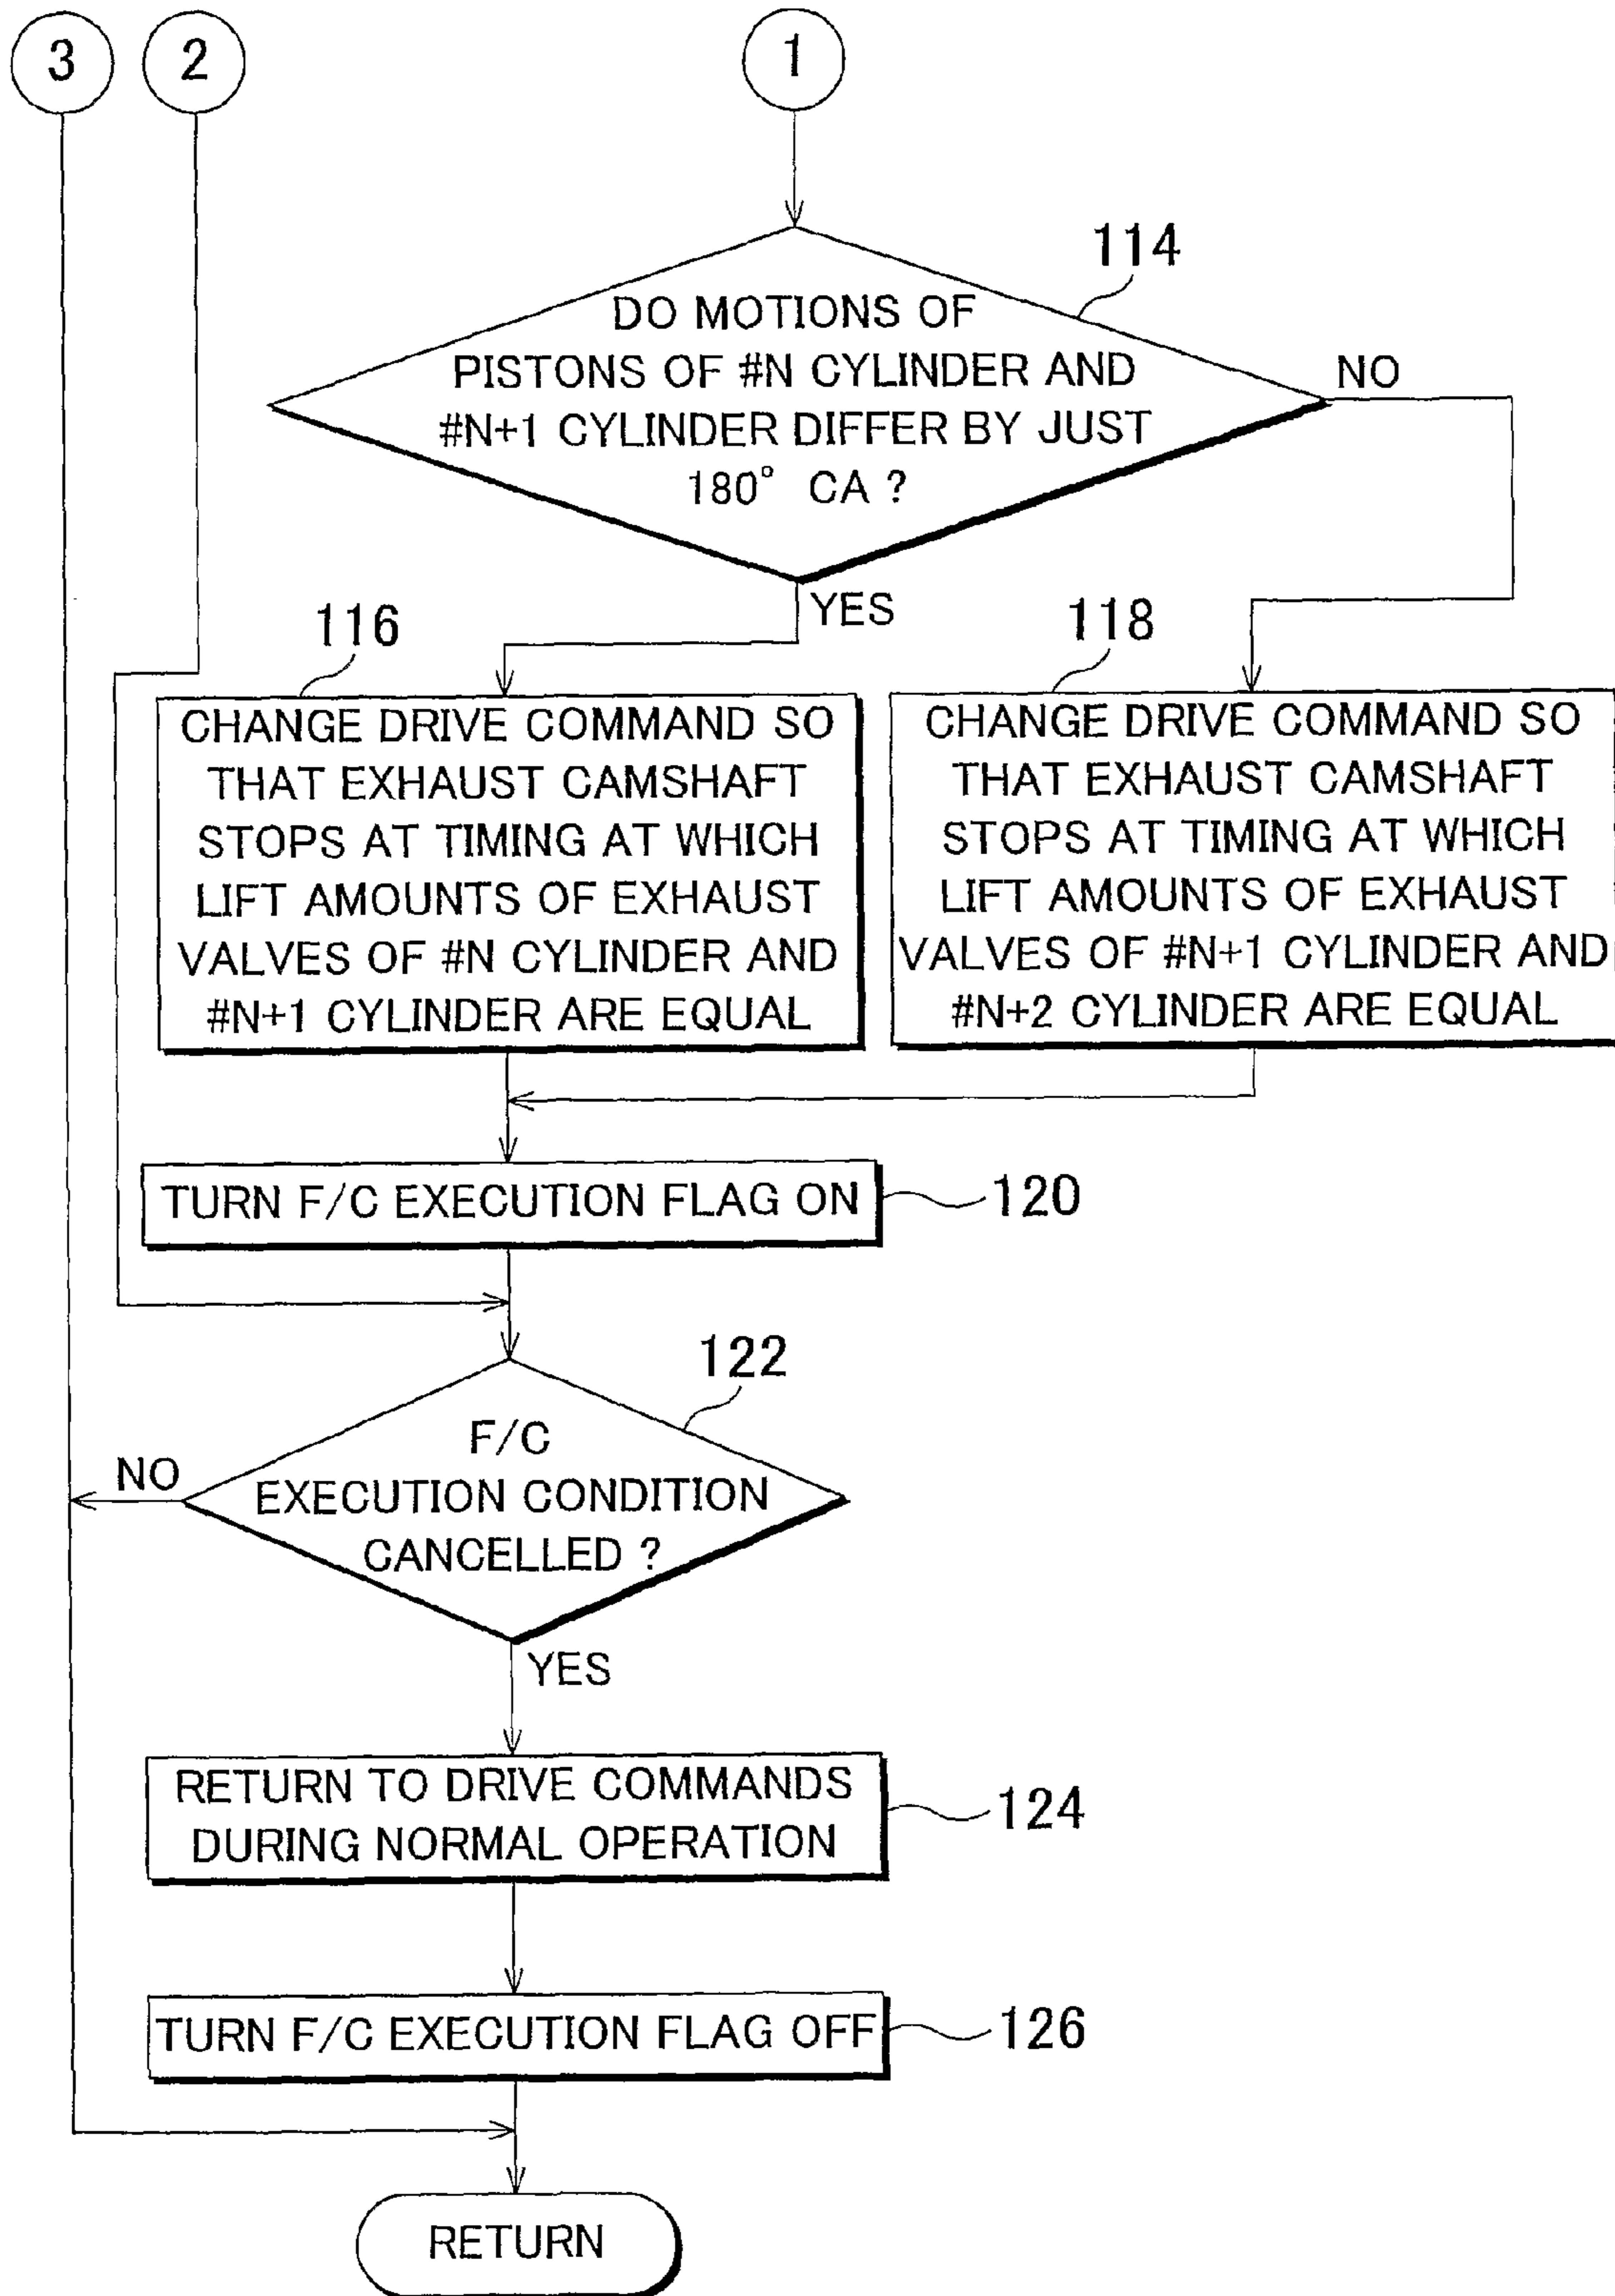 3
2
1
114
DO MOTIONS OF
PISTONS OF #N CYLINDER AND
#N+1 CYLINDER DIFFER BY JUST
180° CA ?
NO
YES
116
118
CHANGE DRIVE COMMAND SO
THAT EXHAUST CAMSHAFT
STOPS AT TIMING AT WHICH
LIFT AMOUNTS OF EXHAUST
VALVES OF #N CYLINDER AND
#N+1 CYLINDER ARE EQUAL
CHANGE DRIVE COMMAND SO
THAT EXHAUST CAMSHAFT
STOPS AT TIMING AT WHICH
LIFT AMOUNTS OF EXHAUST
VALVES OF #N+1 CYLINDER AND
#N+2 CYLINDER ARE EQUAL
TURN F/C EXECUTION FLAG ON
120
122
F/C
EXECUTION CONDITION
CANCELLED ?
NO
YES
RETURN TO DRIVE COMMANDS
DURING NORMAL OPERATION
124
TURN F/C EXECUTION FLAG OFF
126
RETURN